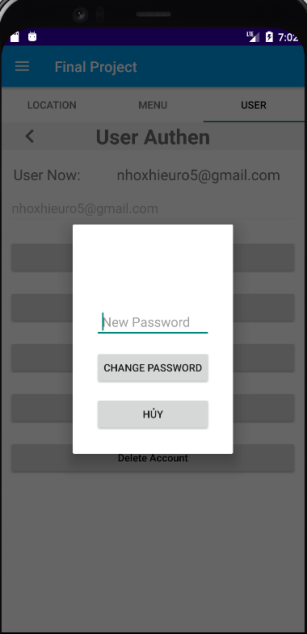 7:02
Final Project
LOCATION MENU USER
User Authen
User Now: nhoxhieuro5@gmail.com
nhoxhieuro5@gmail.com
New Password
CHANGE PASSWORD
HỦY
Delete Account